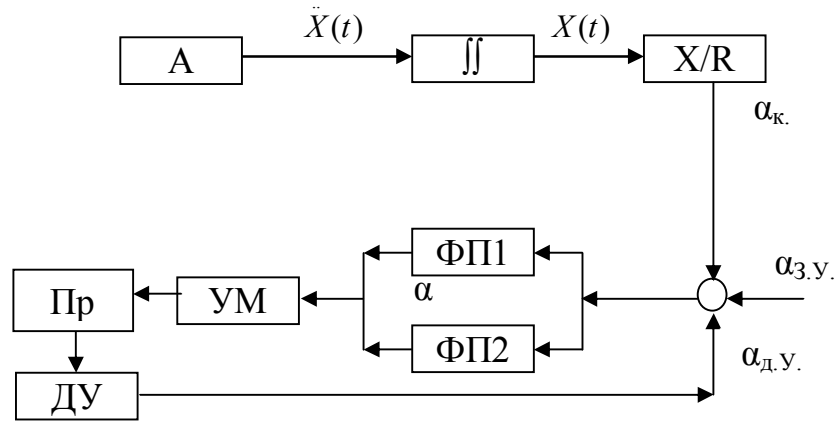 Ẍ(t) X(t)
А ∬ X/R
αк.
ФП1 αЗ.У.
Пр УМ α
ФП2 αд.У.
ДУ